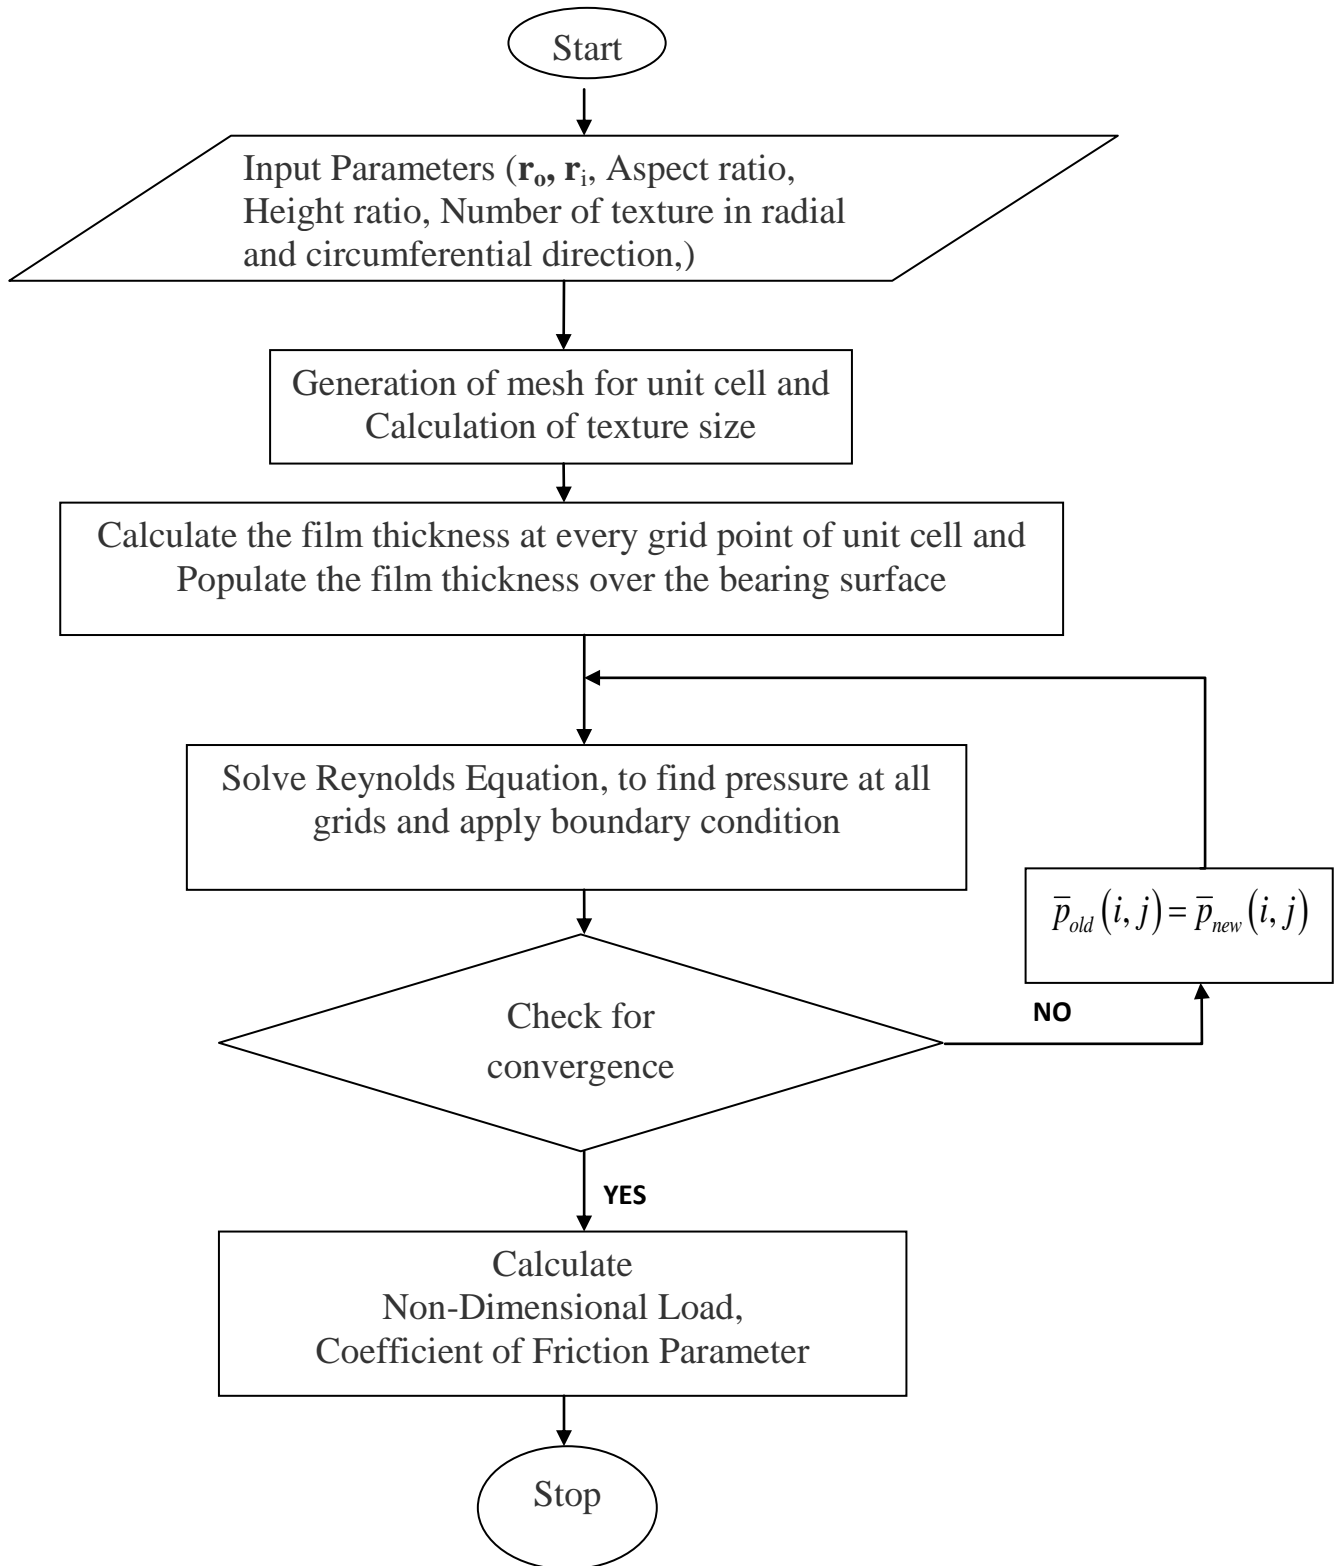 Start
Input Parameters (rₒ, rᵢ, Aspect ratio,
Height ratio, Number of texture in radial
and circumferential direction,)
Generation of mesh for unit cell and
Calculation of texture size
Calculate the film thickness at every grid point of unit cell and
Populate the film thickness over the bearing surface
Solve Reynolds Equation, to find pressure at all
grids and apply boundary condition
p̅_old (i, j) = p̅_new (i, j)
Check for
convergence
NO
YES
Calculate
Non-Dimensional Load,
Coefficient of Friction Parameter
Stop